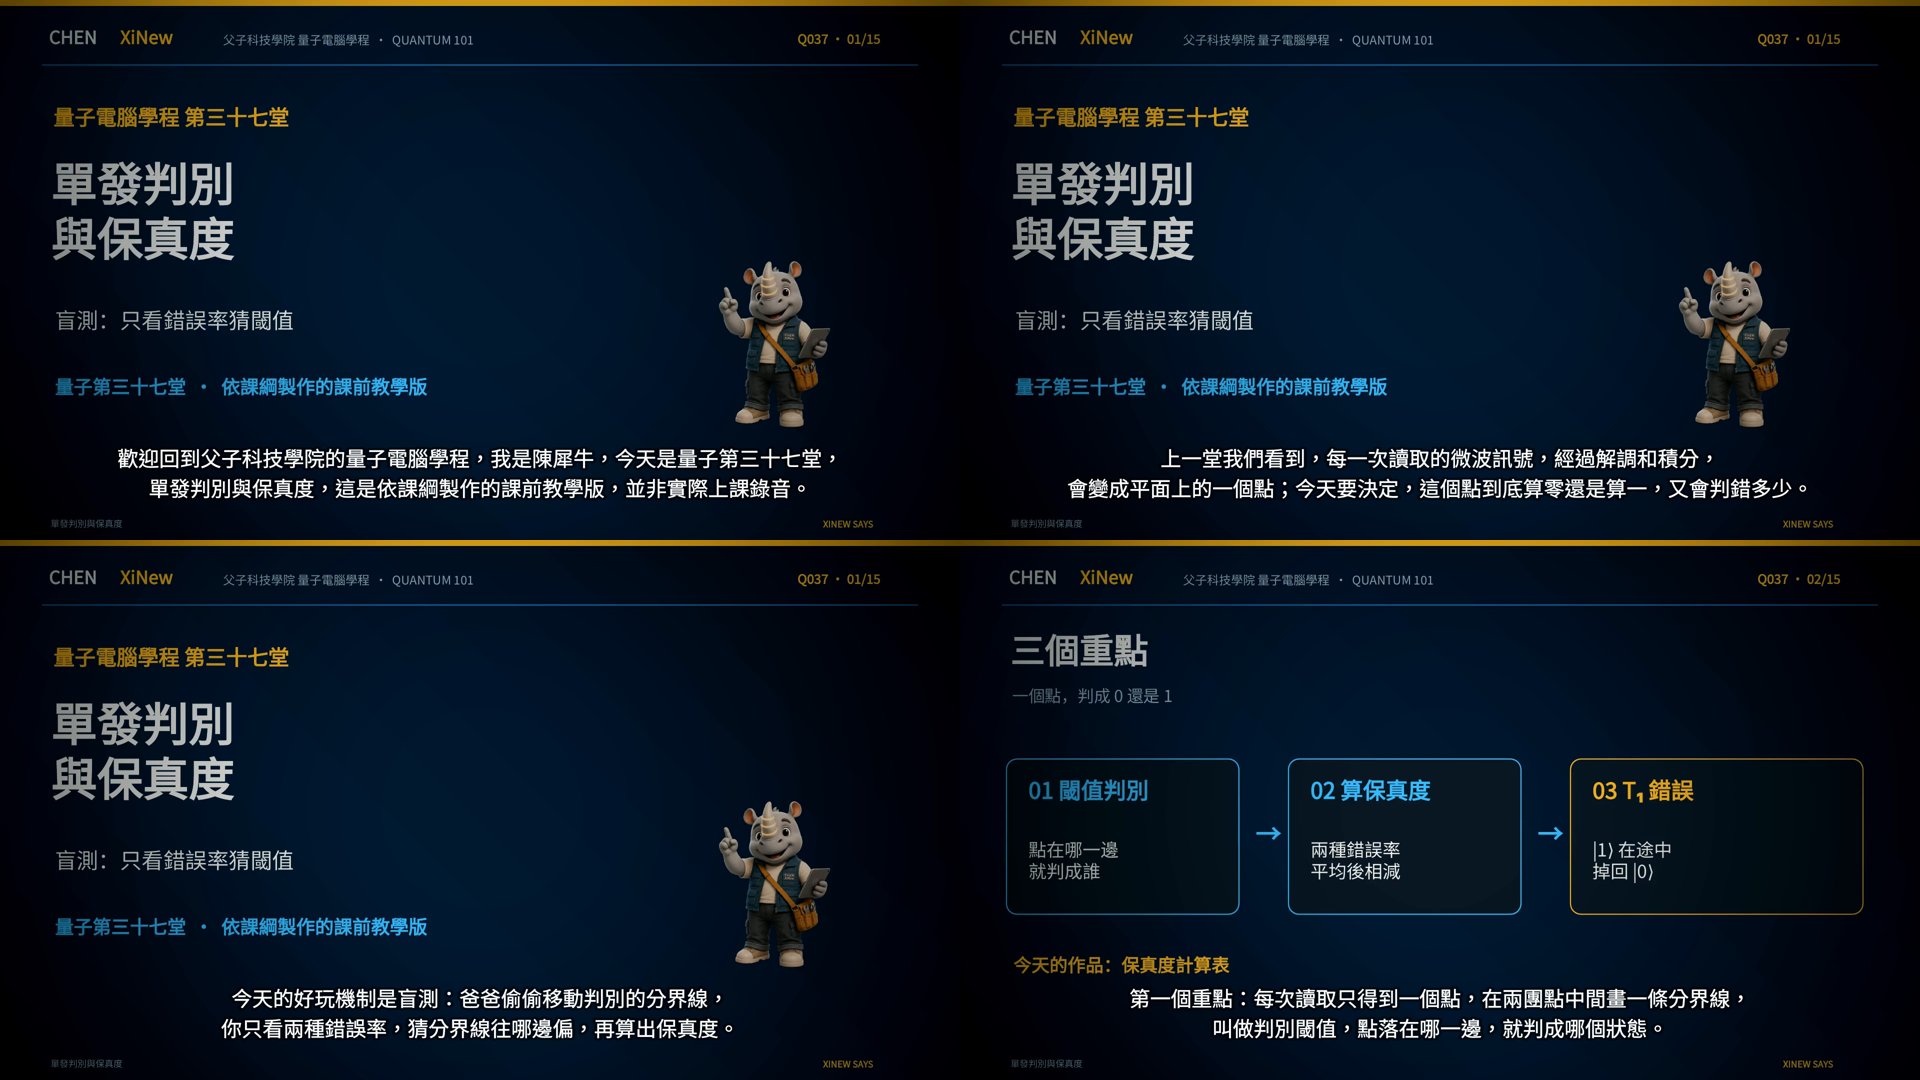 CHEN XiNew 父子科技學院 量子電腦學程 · QUANTUM 101 Q037 · 01/15
量子電腦學程 第三十七堂
單發判別
與保真度
盲測：只看錯誤率猜閾值
量子第三十七堂 · 依課綱製作的課前教學版
歡迎回到父子科技學院的量子電腦學程，我是陳犀牛，今天是量子第三十七堂，
單發判別與保真度，這是依課綱製作的課前教學版，並非實際上課錄音。
單發判別與保真度 XINEW SAYS
CHEN XiNew 父子科技學院 量子電腦學程 · QUANTUM 101 Q037 · 01/15
量子電腦學程 第三十七堂
單發判別
與保真度
盲測：只看錯誤率猜閾值
量子第三十七堂 · 依課綱製作的課前教學版
上一堂我們看到，每一次讀取的微波訊號，經過解調和積分，
會變成平面上的一個點；今天要決定，這個點到底算零還是算一，又會判錯多少。
單發判別與保真度 XINEW SAYS
CHEN XiNew 父子科技學院 量子電腦學程 · QUANTUM 101 Q037 · 01/15
量子電腦學程 第三十七堂
單發判別
與保真度
盲測：只看錯誤率猜閾值
量子第三十七堂 · 依課綱製作的課前教學版
今天的好玩機制是盲測：爸爸偷偷移動判別的分界線，
你只看兩種錯誤率，猜分界線往哪邊偏，再算出保真度。
單發判別與保真度 XINEW SAYS
CHEN XiNew 父子科技學院 量子電腦學程 · QUANTUM 101 Q037 · 02/15
三個重點
一個點，判成 0 還是 1
01 閾值判別
點在哪一邊
就判成誰
→
02 算保真度
兩種錯誤率
平均後相減
→
03 T₁ 錯誤
|1⟩ 在途中
掉回 |0⟩
今天的作品：保真度計算表
第一個重點：每次讀取只得到一個點，在兩團點中間畫一條分界線，
叫做判別閾值，點落在哪一邊，就判成哪個狀態。
單發判別與保真度 XINEW SAYS